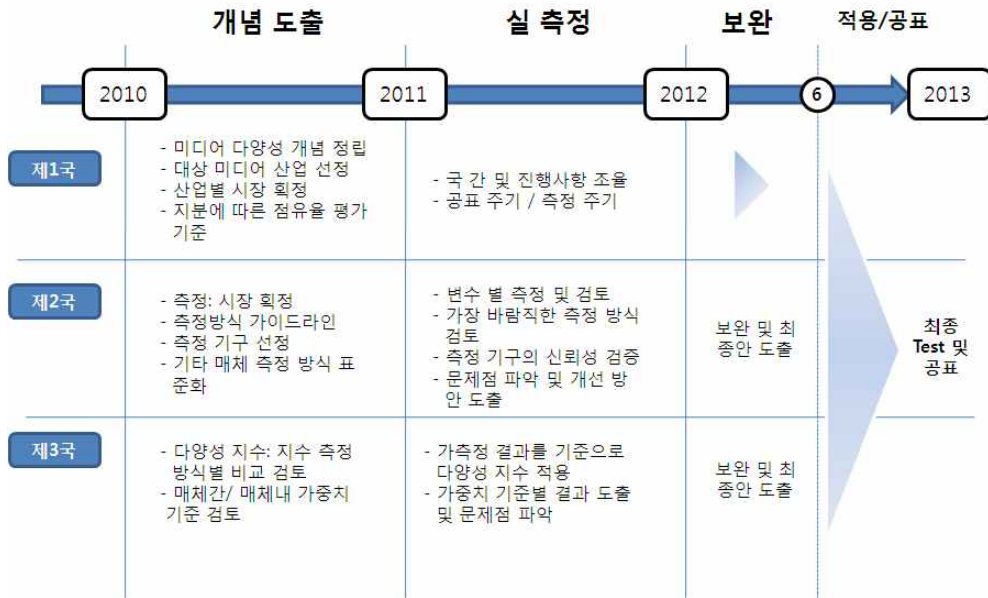 개념 도출
실 측정
보완
적용/공표
2010
2011
2012
6
2013
제1국
- 미디어 다양성 개념 정립
- 대상 미디어 산업 선정
- 산업별 시장 획정
- 지분에 따른 점유율 평가
기준
- 국 간 및 진행사항 조율
- 공표 주기 / 측정 주기
제2국
- 측정: 시장 획정
- 측정방식 가이드라인
- 측정 기구 선정
- 기타 매체 측정 방식 표
준화
- 변수 별 측정 및 검토
- 가장 바람직한 측정 방식
검토
- 측정 기구의 신뢰성 검증
- 문제점 파악 및 개선 방
안 도출
보완 및 최
종안 도출
최종
Test 및
공표
제3국
- 다양성 지수: 지수 측정
방식별 비교 검토
- 매체간/ 매체내 가중치
기준 검토
- 가측정 결과를 기준으로
다양성 지수 적용
- 가중치 기준별 결과 도출
및 문제점 파악
보완 및 최
종안 도출